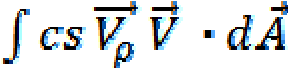 ∫ cs V⃗ᵨ V⃗ · dA⃗